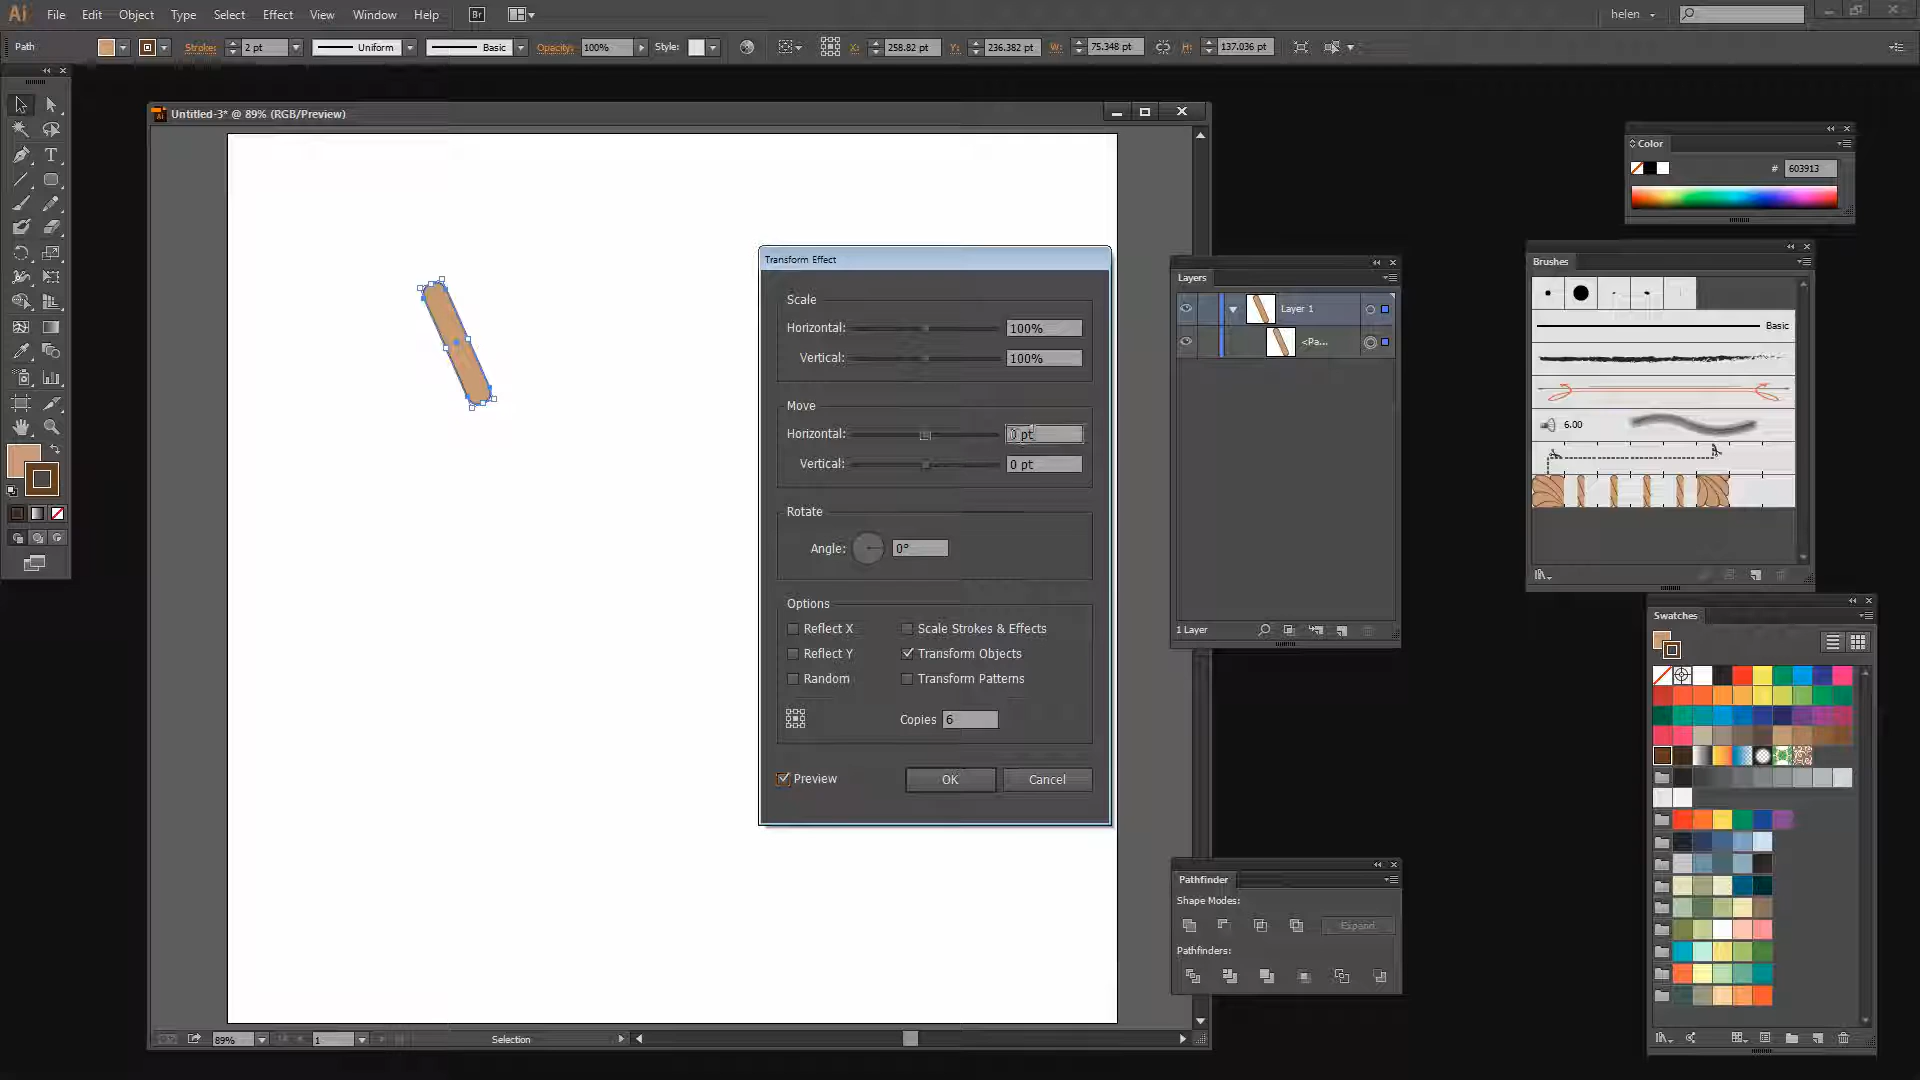 Ai File Edit Object Type Select Effect View Window Help Br helen
Path Stroke: 2 pt Uniform Basic Opacity: 100% Style: X: 258.82 pt Y: 236.382 pt W: 75.348 pt H: 137.036 pt
Untitled-3* @ 89% (RGB/Preview)
Transform Effect
Scale
Horizontal: 100%
Vertical: 100%
Move
Horizontal: 0 pt
Vertical: 0 pt
Rotate
Angle: 0°
Options
Reflect X Scale Strokes & Effects
Reflect Y Transform Objects
Random Transform Patterns
Copies 6
Preview OK Cancel
Layers
Layer 1
<Pa...
1 Layer
Pathfinder
Shape Modes:
Expand
Pathfinders:
Color
# 603913
Brushes
Basic
6.00
Swatches
89% 1 Selection